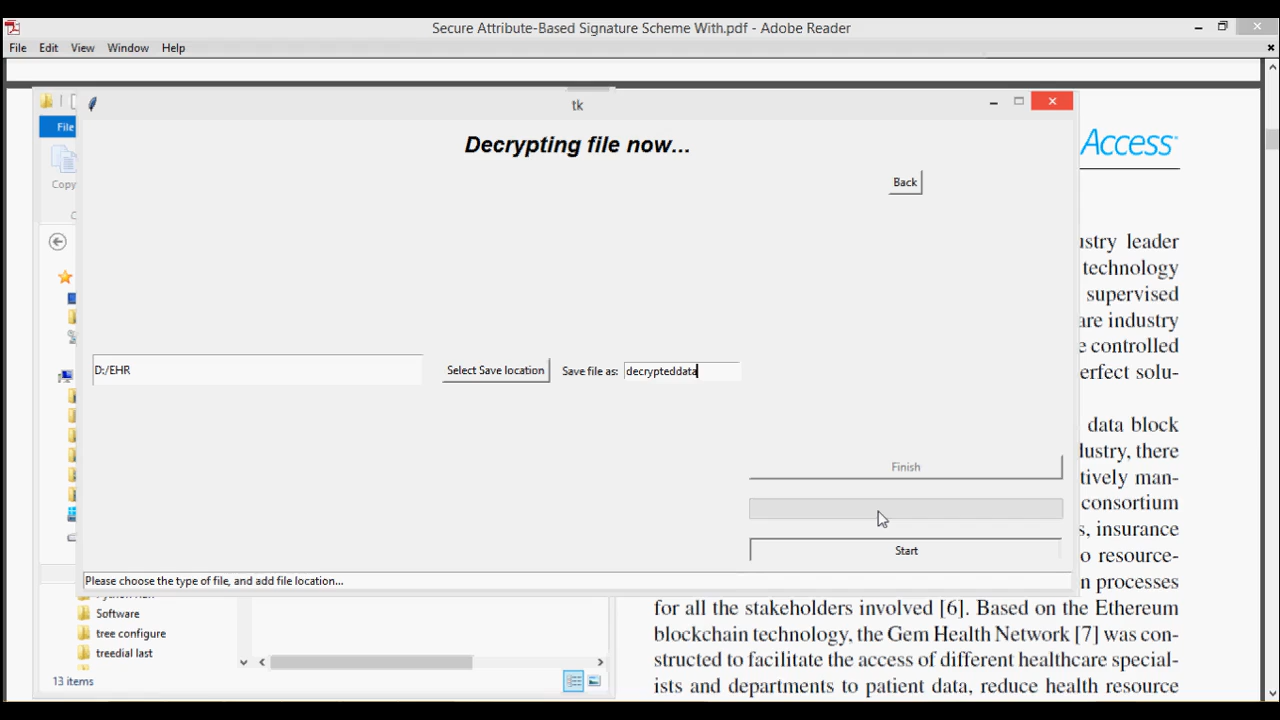 Secure Attribute-Based Signature Scheme With.pdf - Adobe Reader
File Edit View Window Help
tk
File
Copy
Decrypting file now...
Back
Access
ustry leader
technology
supervised
are industry
e controlled
erfect solu-
D:/EHR
Select Save location
Save file as:
decrypteddata
data block
dustry, there
tively man-
consortium
s, insurance
o resource-
n processes
Finish
Start
Please choose the type of file, and add file location...
Software
tree configure
treedial last
13 items
for all the stakeholders involved [6]. Based on the Ethereum
blockchain technology, the Gem Health Network [7] was con-
structed to facilitate the access of different healthcare special-
ists and departments to patient data, reduce health resource